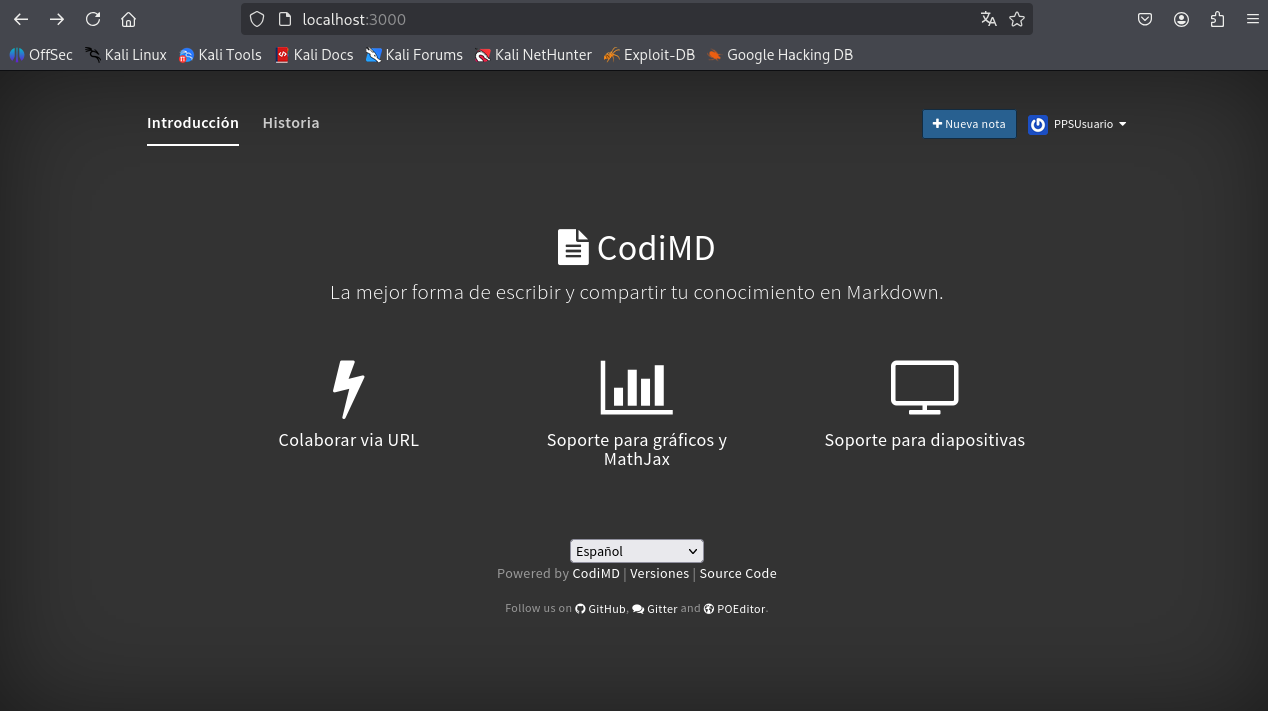 localhost:3000
OffSec Kali Linux Kali Tools Kali Docs Kali Forums Kali NetHunter Exploit-DB Google Hacking DB
Introducción Historia Nueva nota PPSUsuario
CodiMD
La mejor forma de escribir y compartir tu conocimiento en Markdown.
Colaborar via URL
Soporte para gráficos y
MathJax
Soporte para diapositivas
Español
Powered by CodiMD | Versiones | Source Code
Follow us on GitHub, Gitter and POEditor.